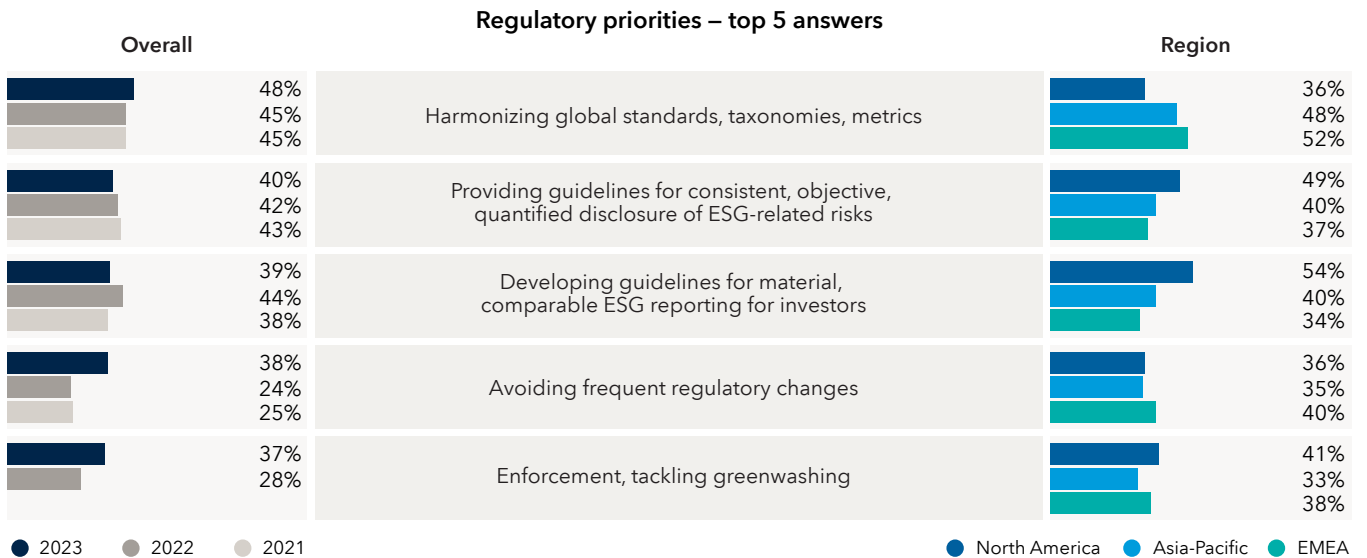 Regulatory priorities – top 5 answers
Overall
Region
48%
45%
45%
Harmonizing global standards, taxonomies, metrics
36%
48%
52%
40%
42%
43%
Providing guidelines for consistent, objective,
quantified disclosure of ESG-related risks
49%
40%
37%
39%
44%
38%
Developing guidelines for material,
comparable ESG reporting for investors
54%
40%
34%
38%
24%
25%
Avoiding frequent regulatory changes
36%
35%
40%
37%
28%
Enforcement, tackling greenwashing
41%
33%
38%
2023 2022 2021
North America Asia-Pacific EMEA